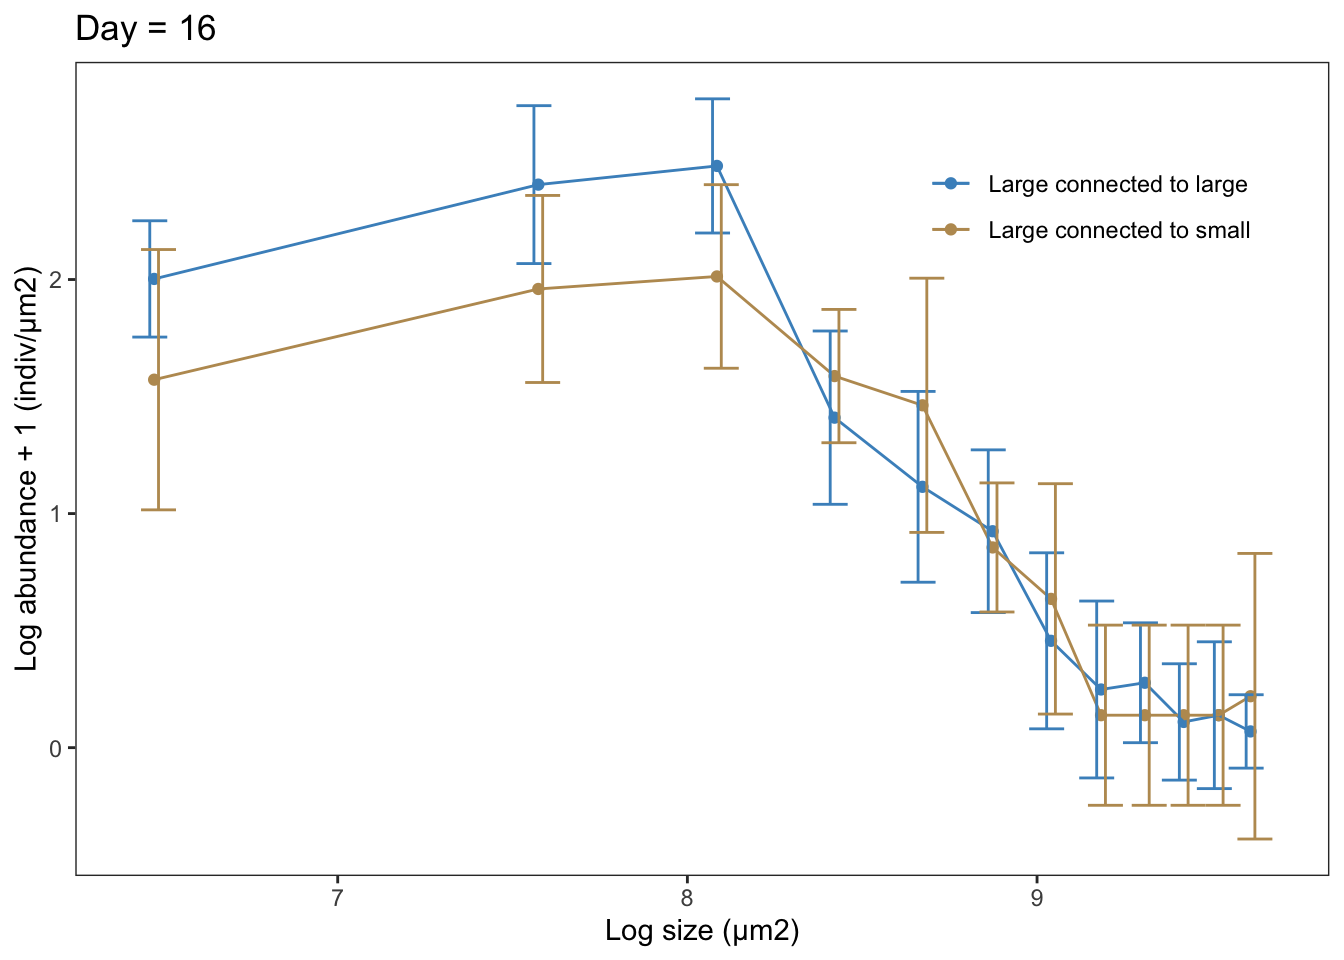 Day = 16
Large connected to large
Large connected to small
Log abundance + 1 (indiv/µm2)
2
1
0
7
8
9
Log size (µm2)